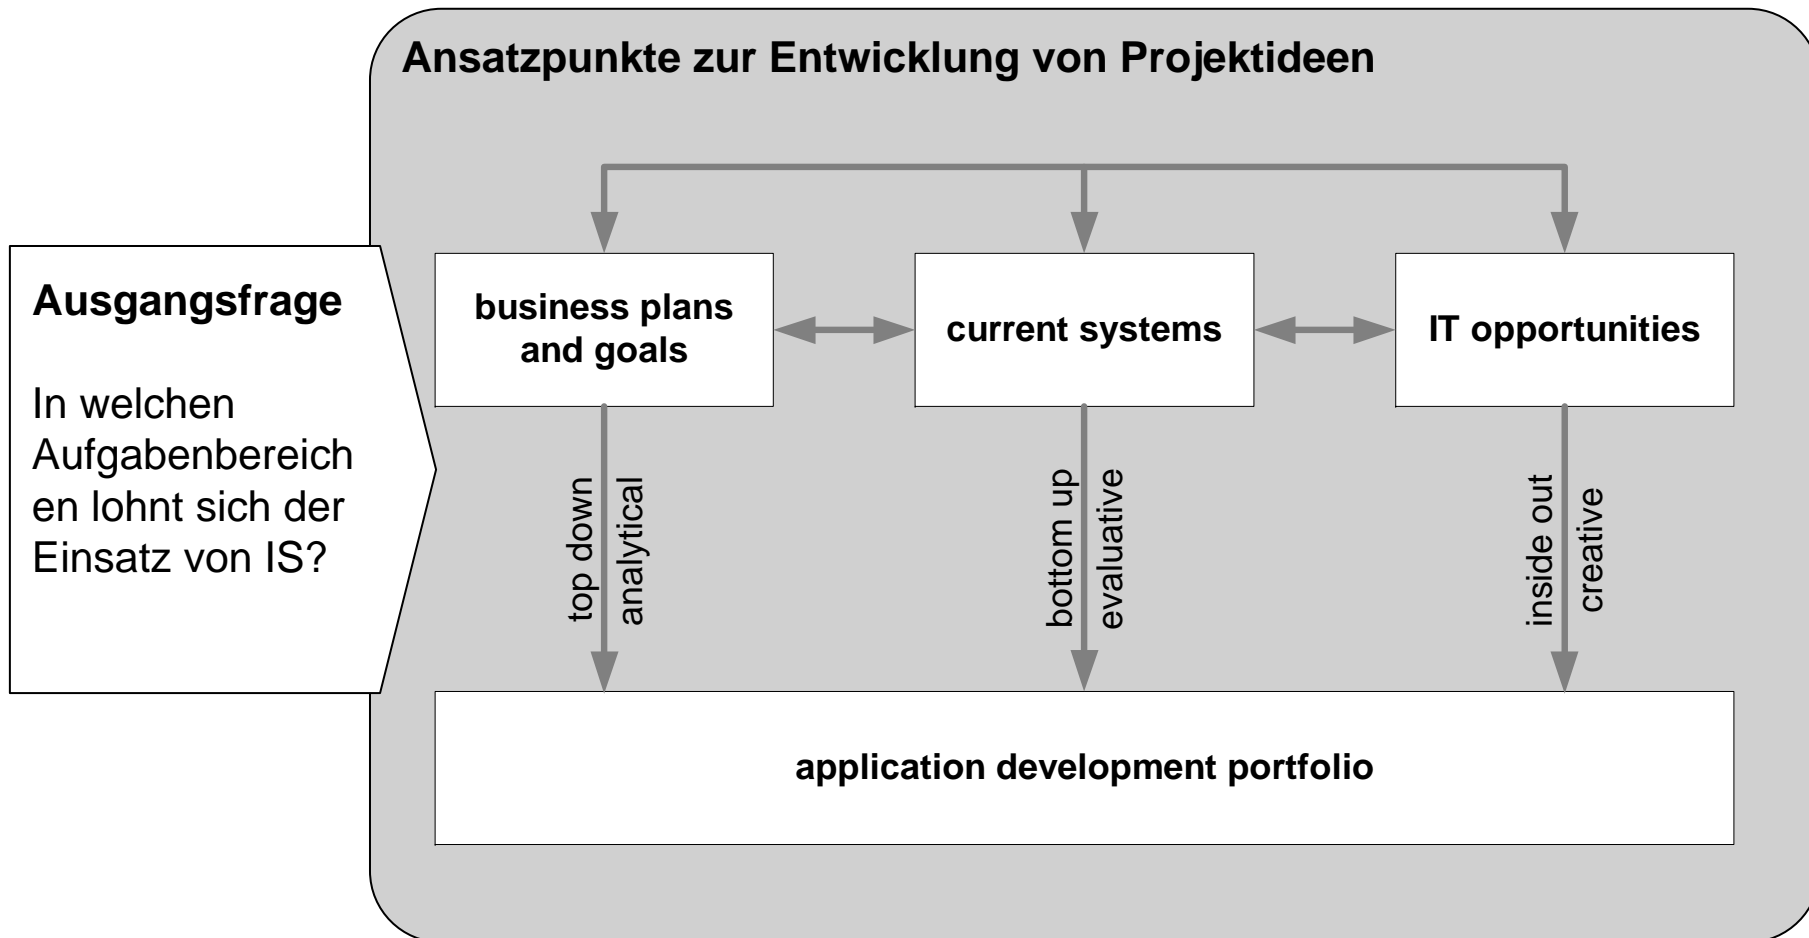 Ansatzpunkte zur Entwicklung von Projektideen
Ausgangsfrage
In welchen
Aufgabenbereich
en lohnt sich der
Einsatz von IS?
business plans
and goals
current systems
IT opportunities
top down
analytical
bottom up
evaluative
inside out
creative
application development portfolio